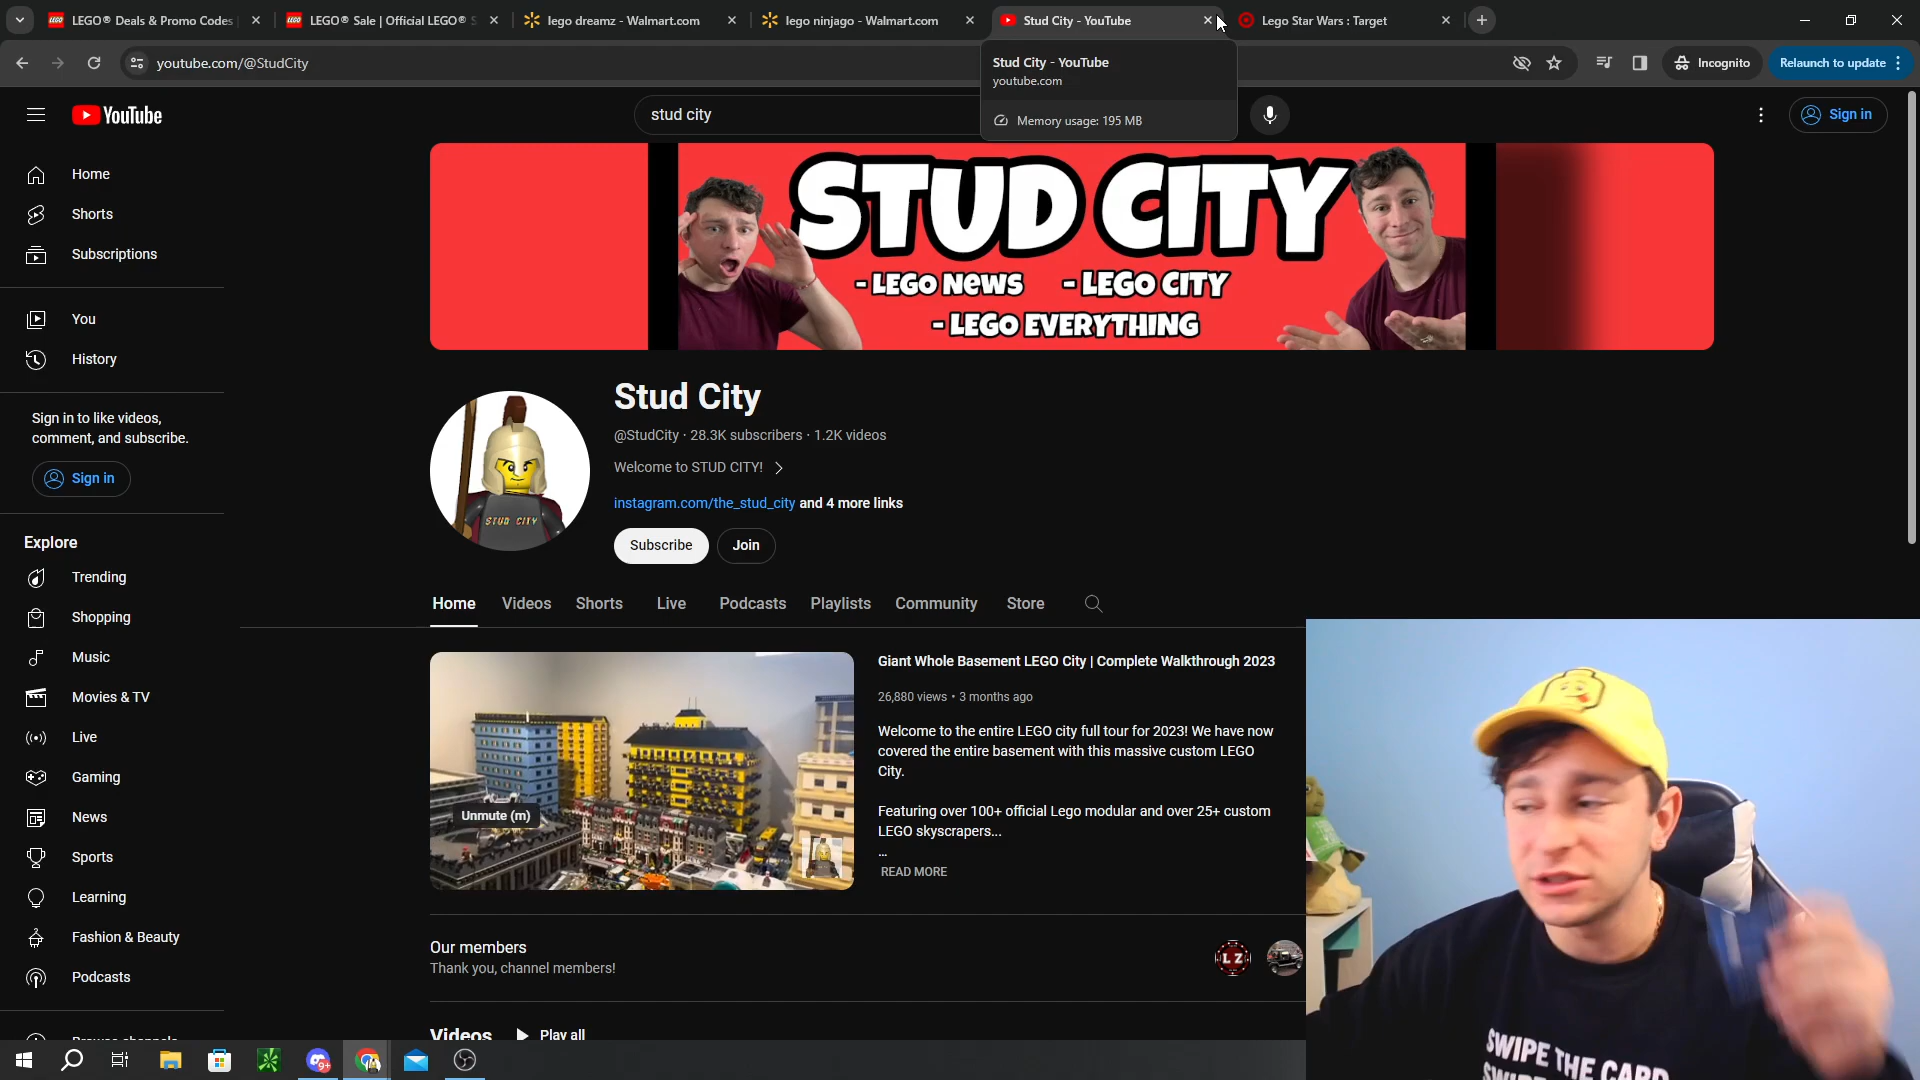 LEGO® Deals & Promo Codes
LEGO® Sale | Official LEGO® S
lego dreamz - Walmart.com
lego ninjago - Walmart.com
Stud City - YouTube
Lego Star Wars : Target
youtube.com/@StudCity
Incognito
Relaunch to update
Stud City - YouTube
youtube.com
Memory usage: 195 MB
YouTube
stud city
Sign in
Home
Shorts
Subscriptions
You
History
Sign in to like videos,
comment, and subscribe.
Sign in
Explore
Trending
Shopping
Music
Movies & TV
Live
Gaming
News
Sports
Learning
Fashion & Beauty
Podcasts
STUD CITY
- LEGO NEWS - LEGO CITY
- LEGO EVERYTHING
STUD CITY
Stud City
@StudCity · 28.3K subscribers · 1.2K videos
Welcome to STUD CITY!
instagram.com/the_stud_city and 4 more links
Subscribe
Join
Home
Videos
Shorts
Live
Podcasts
Playlists
Community
Store
Unmute (m)
Giant Whole Basement LEGO City | Complete Walkthrough 2023
26,880 views • 3 months ago
Welcome to the entire LEGO city full tour for 2023! We have now
covered the entire basement with this massive custom LEGO
City.
Featuring over 100+ official Lego modular and over 25+ custom
LEGO skyscrapers...
...
READ MORE
Our members
Thank you, channel members!
LZ
Videos
Play all
9+
SWIPE THE CARD
SWIPE